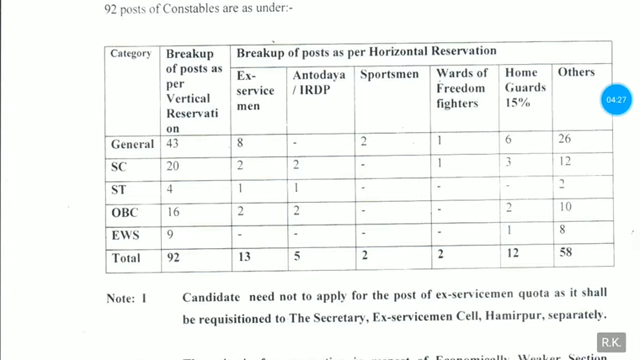 92 posts of Constables are as under:-
Category Breakup of posts as per Vertical Reservati on Breakup of posts as per Horizontal Reservation
Ex-service men Antodaya / IRDP Sportsmen Wards of Freedom fighters Home Guards 15% Others
General 43 8 - 2 1 6 26
SC 20 2 2 - 1 3 12
ST 4 1 1 - - - 2
OBC 16 2 2 - - 2 10
EWS 9 - - - - 1 8
Total 92 13 5 2 2 12 58
Note: 1 Candidate need not to apply for the post of ex-servicemen quota as it shall
be requisitioned to The Secretary, Ex-servicemen Cell, Hamirpur, separately.
04:27
R.K.